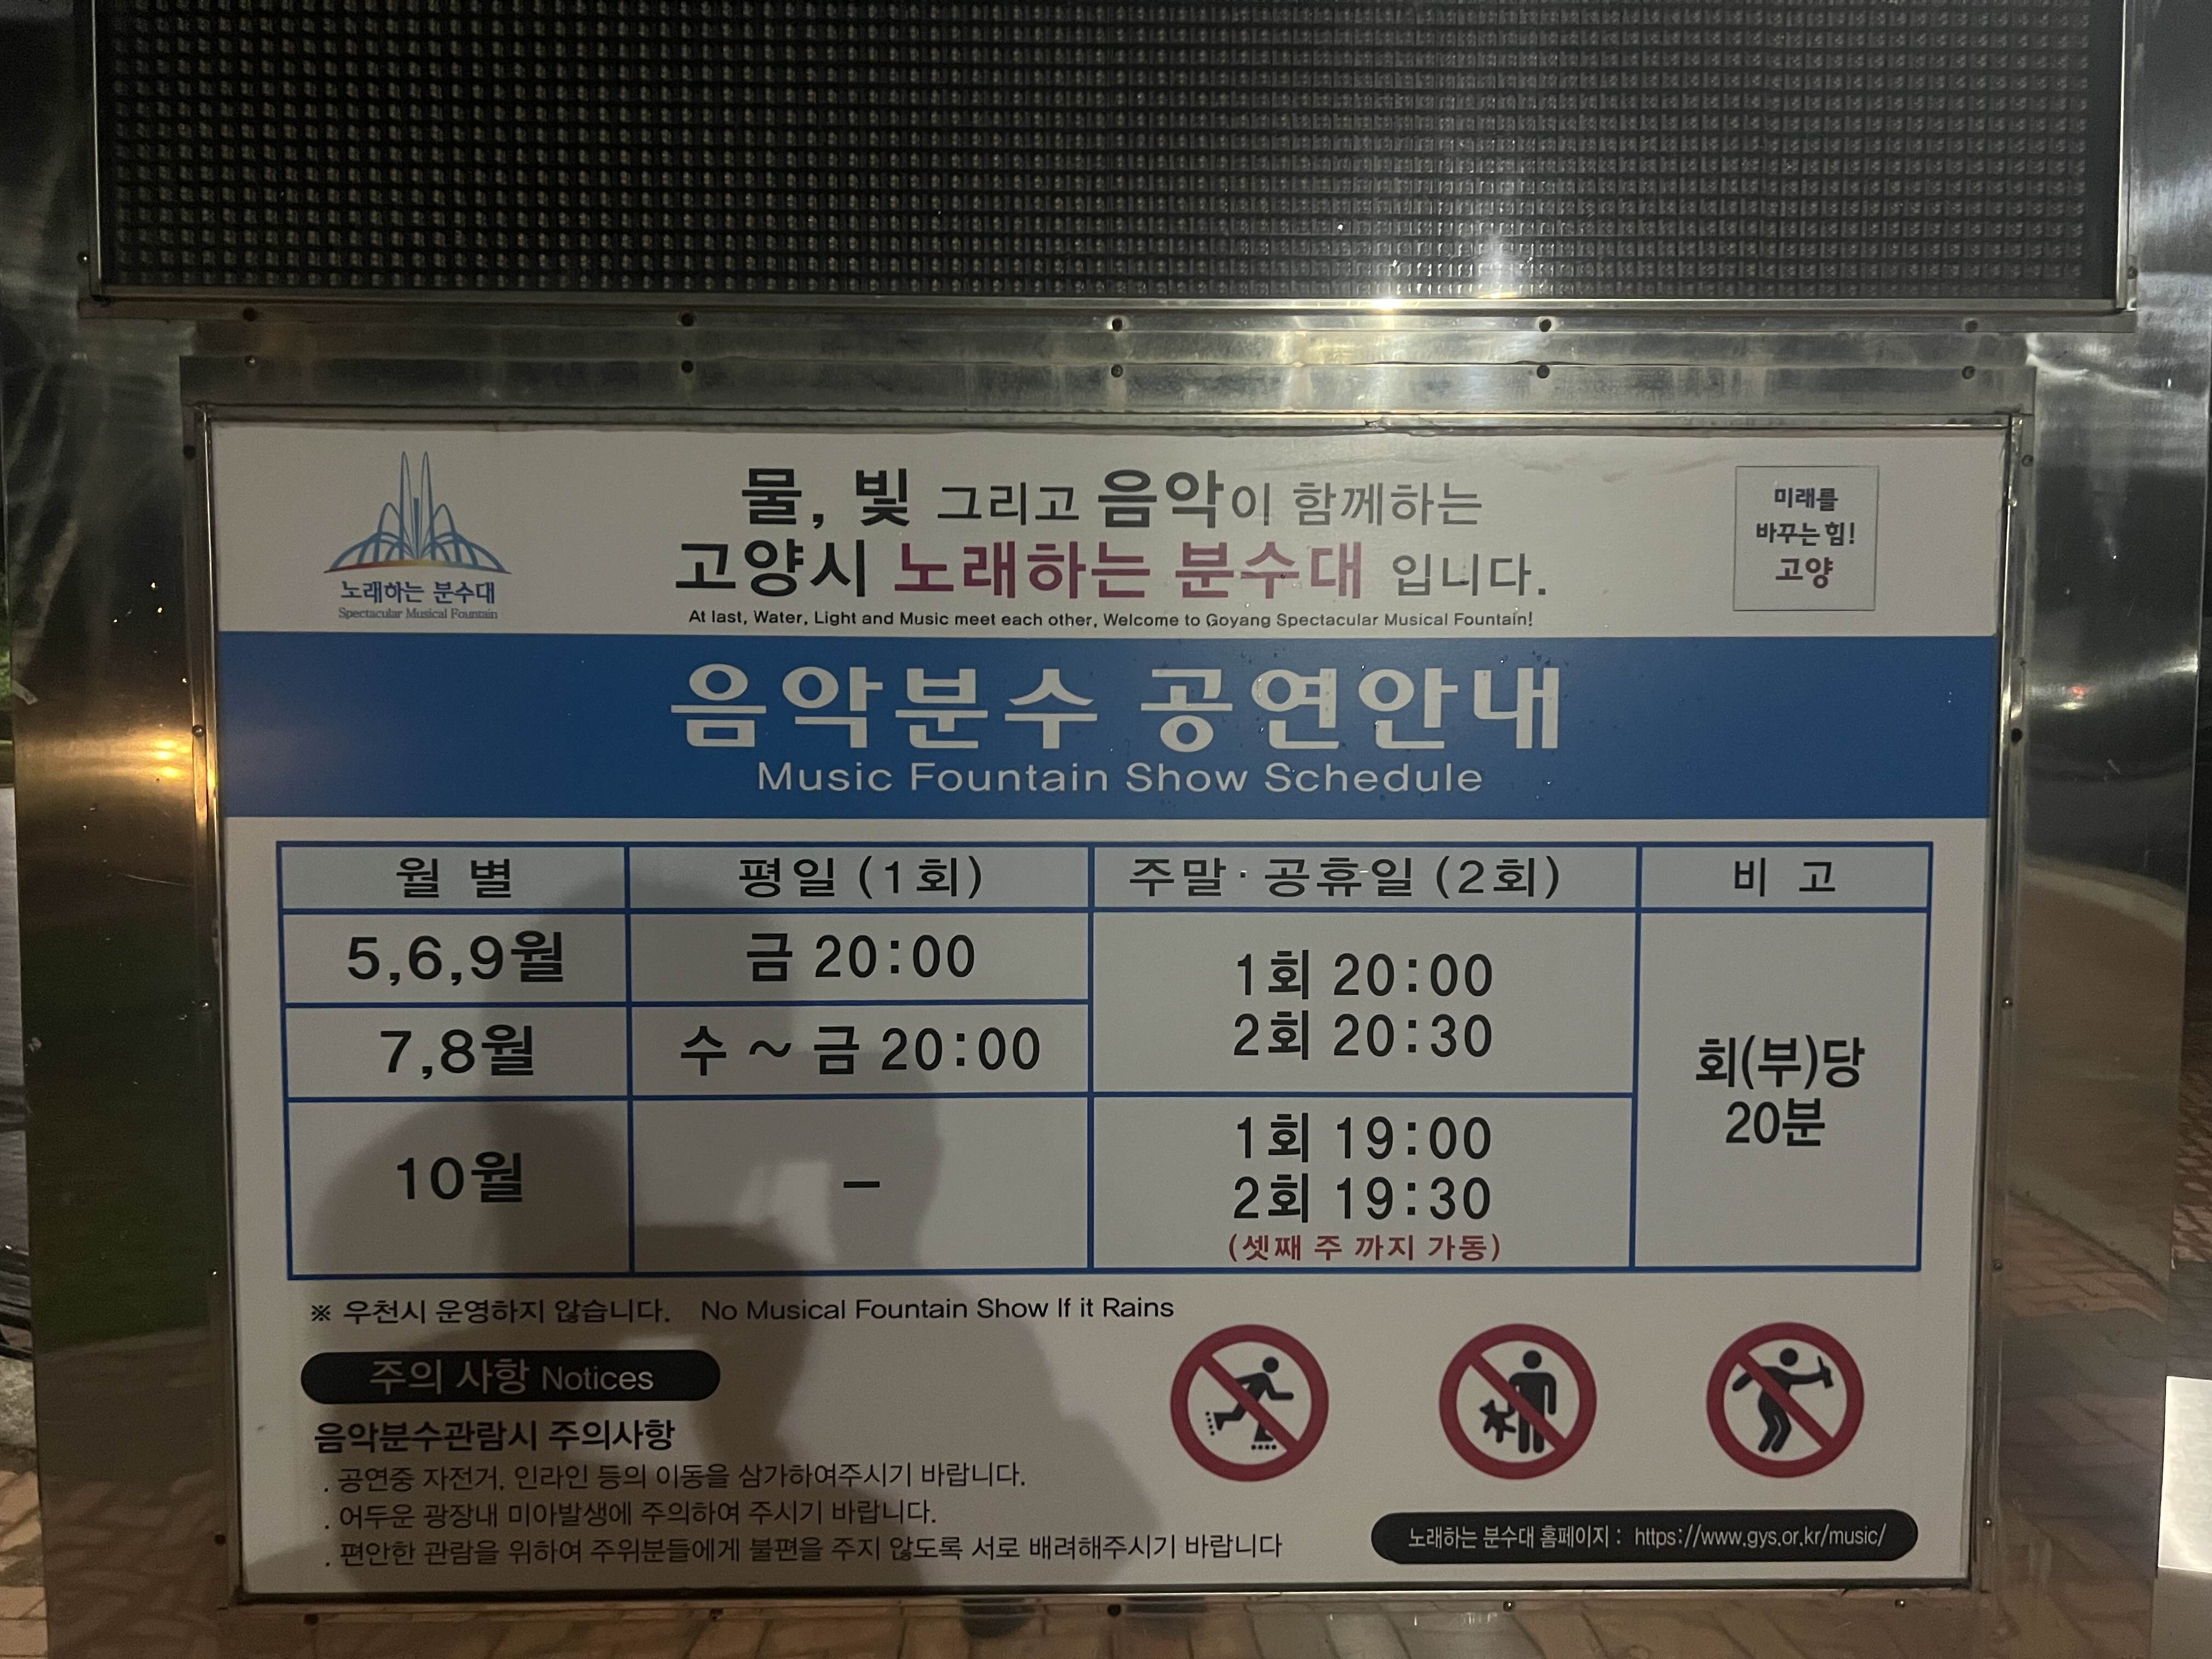 노래하는 분수대
Spectacular Musical Fountain
물, 빛 그리고 음악이 함께하는
고양시 노래하는 분수대 입니다.
At last, Water, Light and Music meet each other, Welcome to Goyang Spectacular Musical Fountain!
미래를
바꾸는 힘!
고양
음악분수 공연안내
Music Fountain Show Schedule
월 별 평일 (1회) 주말·공휴일 (2회) 비 고
5,6,9월 금 20:00
1회 20:00
2회 20:30
7,8월 수 ~ 금 20:00
회(부)당
20분
10월 –
1회 19:00
2회 19:30
(셋째 주 까지 가동)
※ 우천시 운영하지 않습니다. No Musical Fountain Show If it Rains
주의 사항 Notices
음악분수관람시 주의사항
. 공연중 자전거, 인라인 등의 이동을 삼가하여주시기 바랍니다.
. 어두운 광장내 미아발생에 주의하여 주시기 바랍니다.
. 편안한 관람을 위하여 주위분들에게 불편을 주지 않도록 서로 배려해주시기 바랍니다
노래하는 분수대 홈페이지 : https://www.gys.or.kr/music/